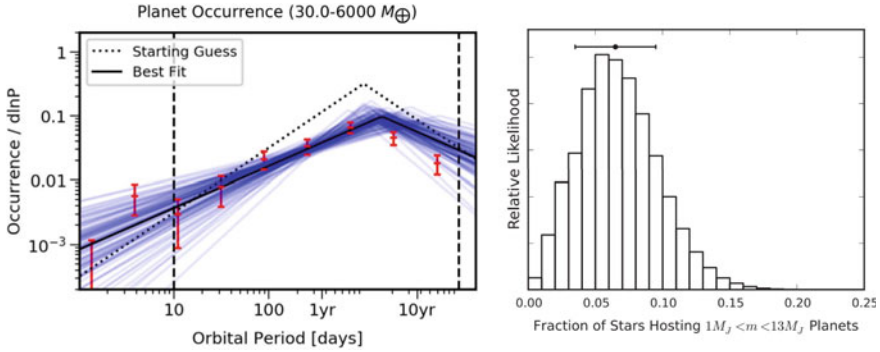 Planet Occurrence (30.0-6000 M⊕)
Starting Guess
Best Fit
1
0.1
0.01
10⁻³
Occurrence / dlnP
10
100
1yr
10yr
Orbital Period [days]
Relative Likelihood
0.00
0.05
0.10
0.15
0.20
0.25
Fraction of Stars Hosting 1M_J < m < 13M_J Planets